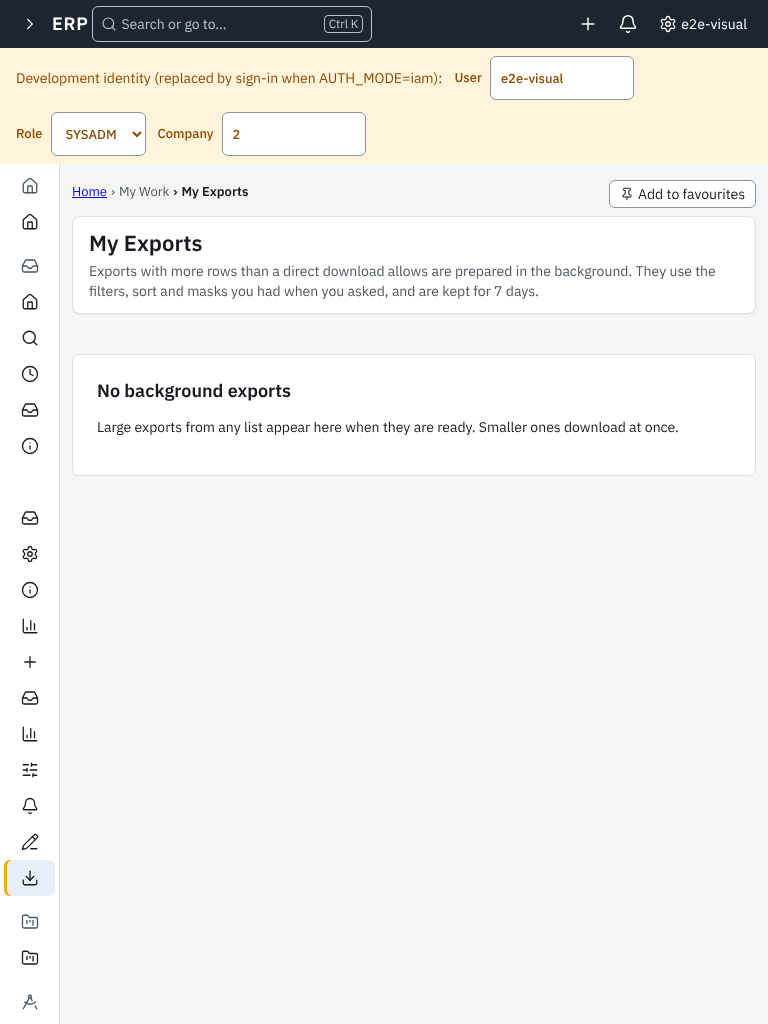 ERP
Search or go to...
Ctrl K
e2e-visual
Development identity (replaced by sign-in when AUTH_MODE=iam):
User
e2e-visual
Role
SYSADM
Company
2
Home › My Work › My Exports
Add to favourites
My Exports
Exports with more rows than a direct download allows are prepared in the background. They use the
filters, sort and masks you had when you asked, and are kept for 7 days.
No background exports
Large exports from any list appear here when they are ready. Smaller ones download at once.